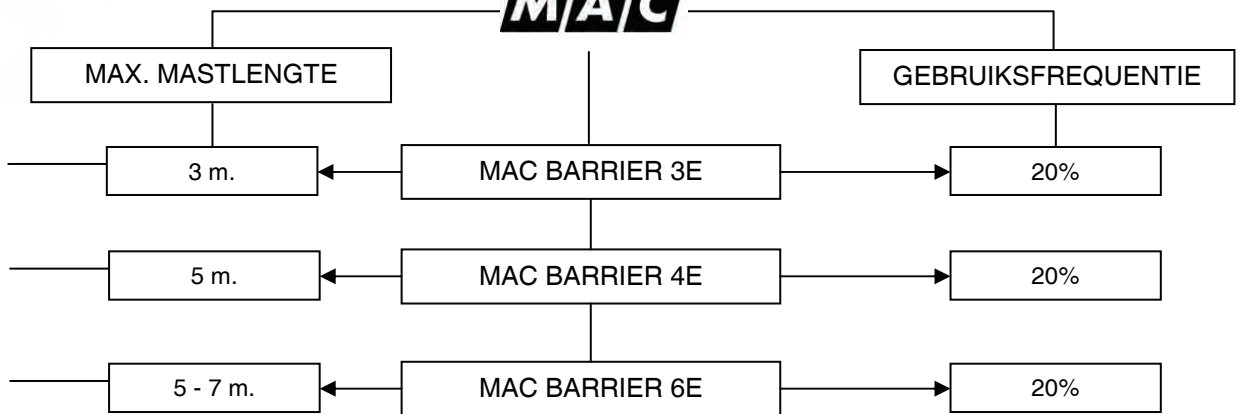 MAC
MAX. MASTLENGTE
GEBRUIKSFREQUENTIE
3 m.
MAC BARRIER 3E
20%
5 m.
MAC BARRIER 4E
20%
5 - 7 m.
MAC BARRIER 6E
20%